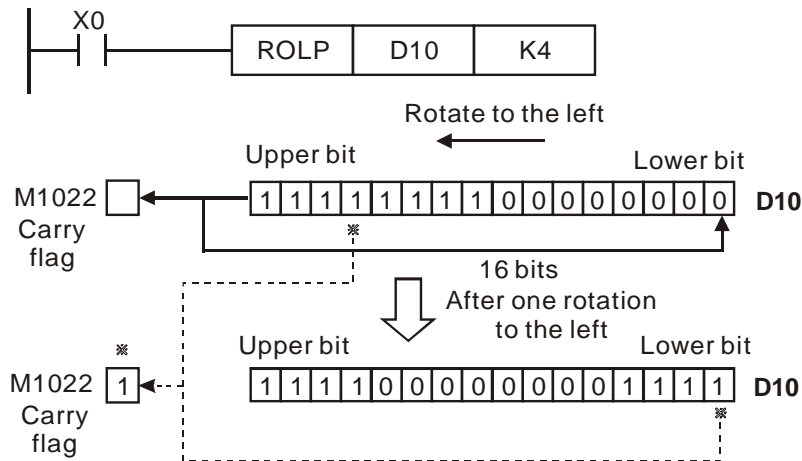 X0
ROLP D10 K4
Rotate to the left
Upper bit Lower bit
M1022 1 1 1 1 1 1 1 1 0 0 0 0 0 0 0 0 D10
Carry
flag
※
16 bits
After one rotation
to the left
※
Upper bit Lower bit
M1022 1 1 1 1 1 0 0 0 0 0 0 0 0 1 1 1 1 D10
Carry
flag
※